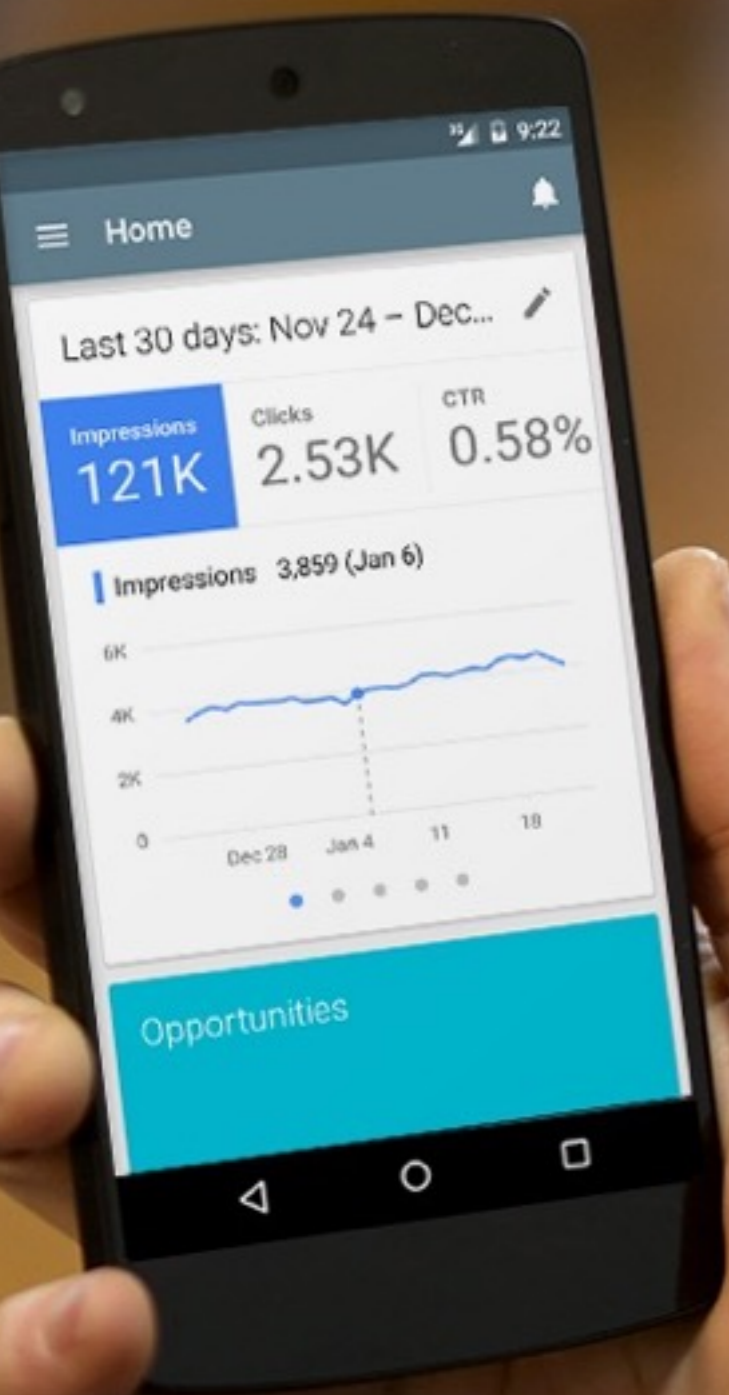 3G 9:22
Home
Last 30 days: Nov 24 – Dec...
Impressions Clicks CTR
121K 2.53K 0.58%
Impressions 3,859 (Jan 6)
6K
4K
2K
0
Dec 28 Jan 4 11 18
Opportunities